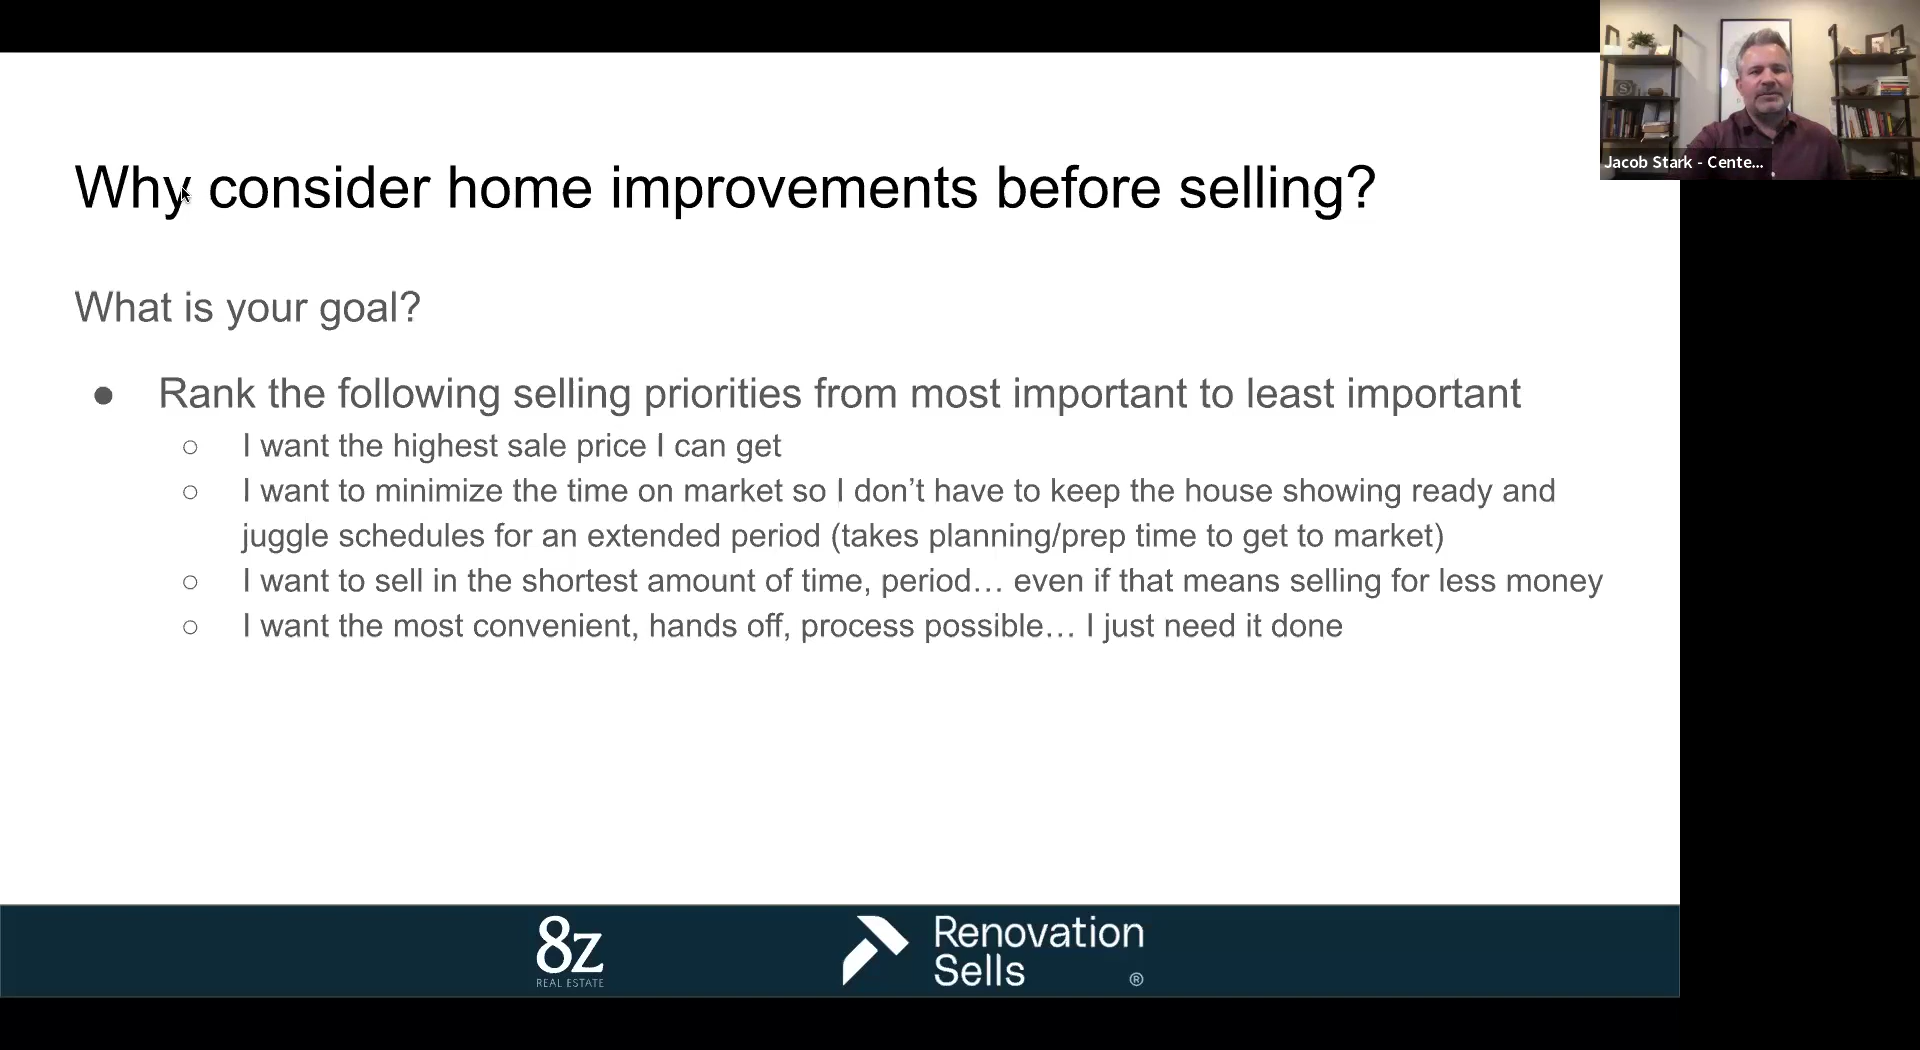 Why consider home improvements before selling?
What is your goal?
● Rank the following selling priorities from most important to least important
○ I want the highest sale price I can get
○ I want to minimize the time on market so I don’t have to keep the house showing ready and
juggle schedules for an extended period (takes planning/prep time to get to market)
○ I want to sell in the shortest amount of time, period… even if that means selling for less money
○ I want the most convenient, hands off, process possible… I just need it done
Jacob Stark - Cente...
8z
REAL ESTATE
Renovation
Sells ®